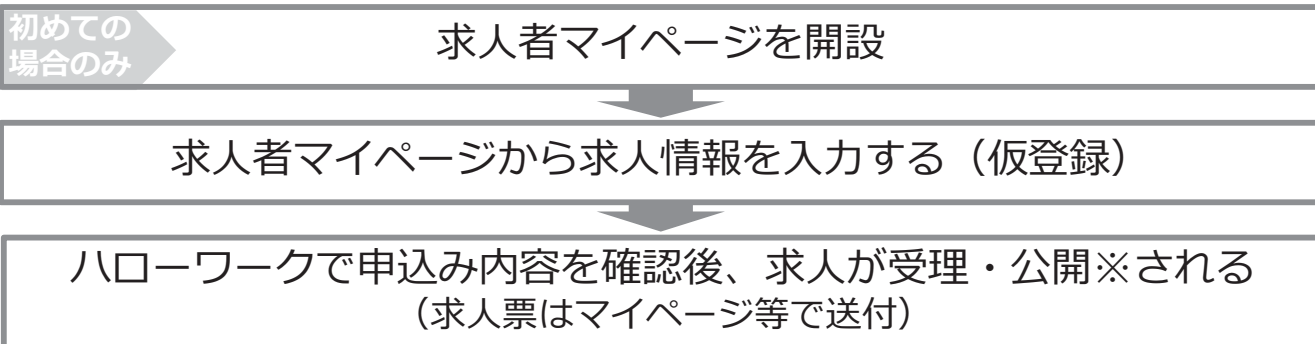 初めての
場合のみ
求人者マイページを開設
求人者マイページから求人情報を入力する（仮登録）
ハローワークで申込み内容を確認後、求人が受理・公開※される
（求人票はマイページ等で送付）